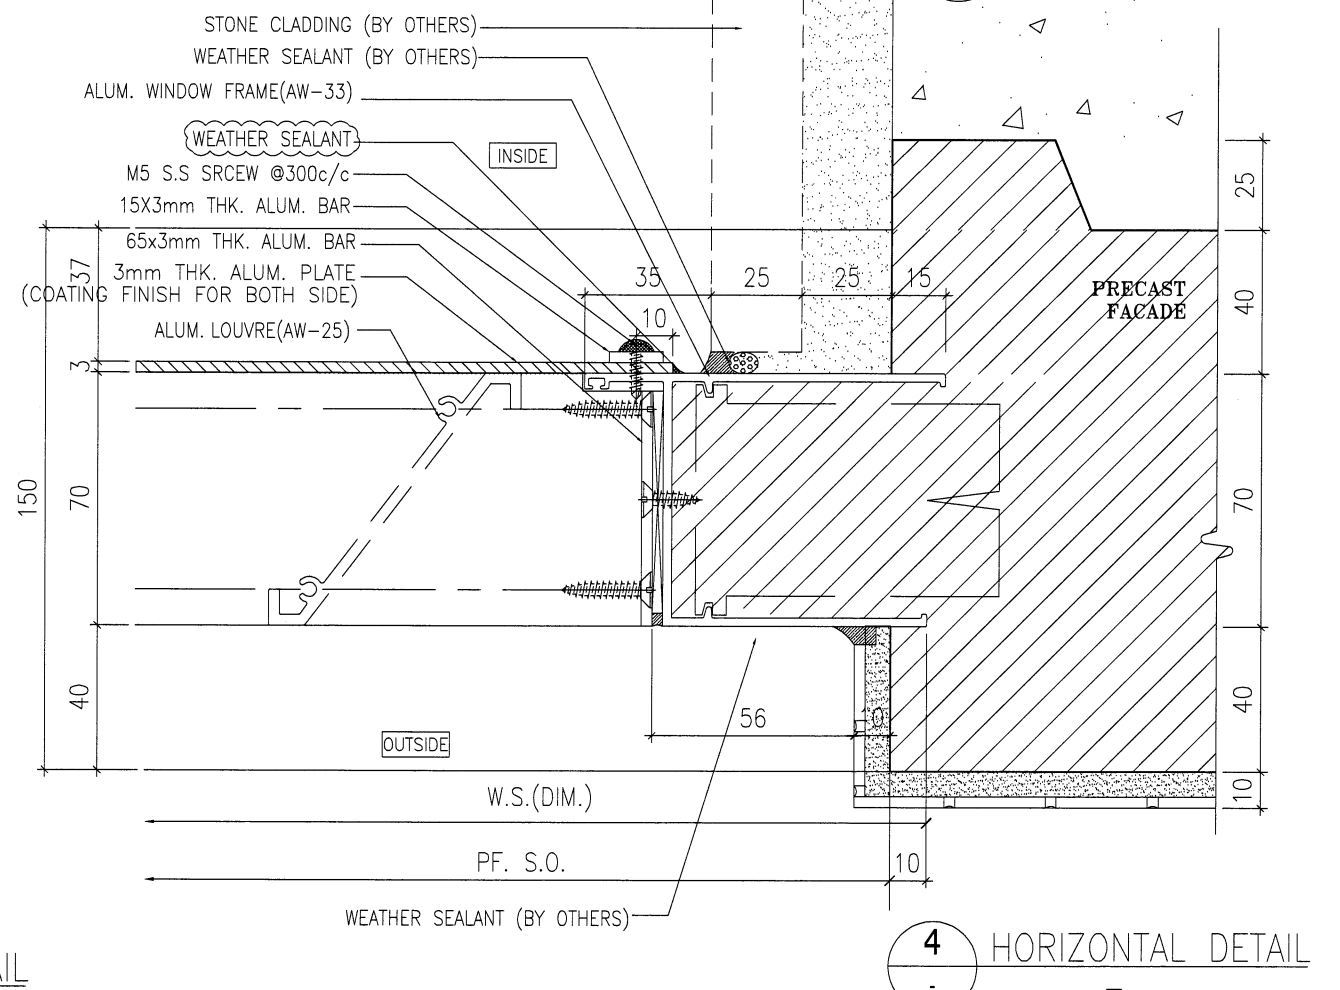 STONE CLADDING (BY OTHERS)
WEATHER SEALANT (BY OTHERS)
ALUM. WINDOW FRAME(AW-33)
WEATHER SEALANT
INSIDE
M5 S.S SRCEW @300c/c
15X3mm THK. ALUM. BAR
65x3mm THK. ALUM. BAR
3mm THK. ALUM. PLATE
(COATING FINISH FOR BOTH SIDE)
ALUM. LOUVRE(AW-25)
25
37
35
25
25
15
40
PRECAST
FACADE
10
3
150
70
70
40
56
40
OUTSIDE
10
W.S.(DIM.)
PF. S.O.
10
WEATHER SEALANT (BY OTHERS)
4
HORIZONTAL DETAIL